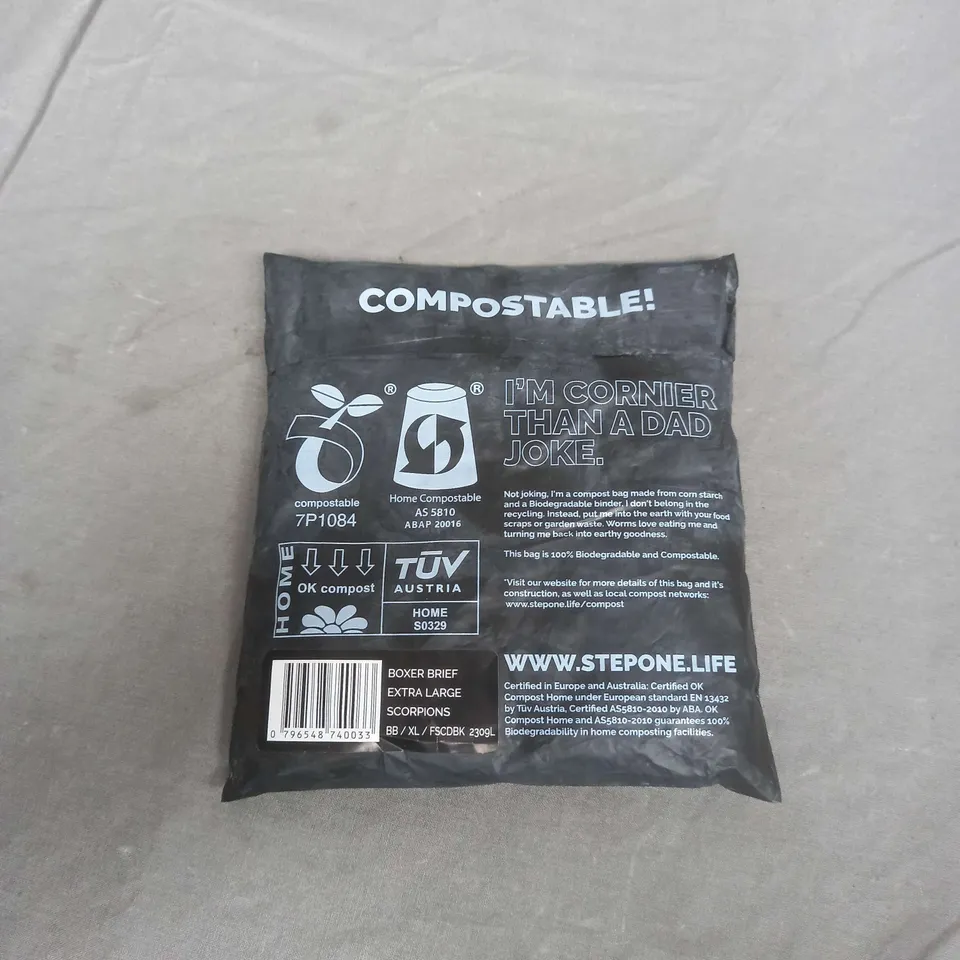 COMPOSTABLE!
®
®
compostable
7P1084
Home Compostable
AS 5810
ABAP 20016
I'M CORNIER
THAN A DAD
JOKE.
Not joking, I'm a compost bag made from corn starch
and a Biodegradable binder. I don't belong in the
recycling. Instead, put me into the earth with your food
scraps or garden waste. Worms love eating me and
turning me back into earthy goodness.
This bag is 100% Biodegradable and Compostable.
*Visit our website for more details of this bag and it's
construction, as well as local compost networks:
www.stepone.life/compost
HOME
OK compost
TÜV
AUSTRIA
HOME
S0329
WWW.STEPONE.LIFE
Certified in Europe and Australia: Certified OK
Compost Home under European standard EN 13432
by Tüv Austria, Certified AS5810-2010 by ABA. OK
Compost Home and AS5810-2010 guarantees 100%
Biodegradability in home composting facilities.
BOXER BRIEF
EXTRA LARGE
SCORPIONS
BB / XL / FSCDBK 2309L
0 796548 740033